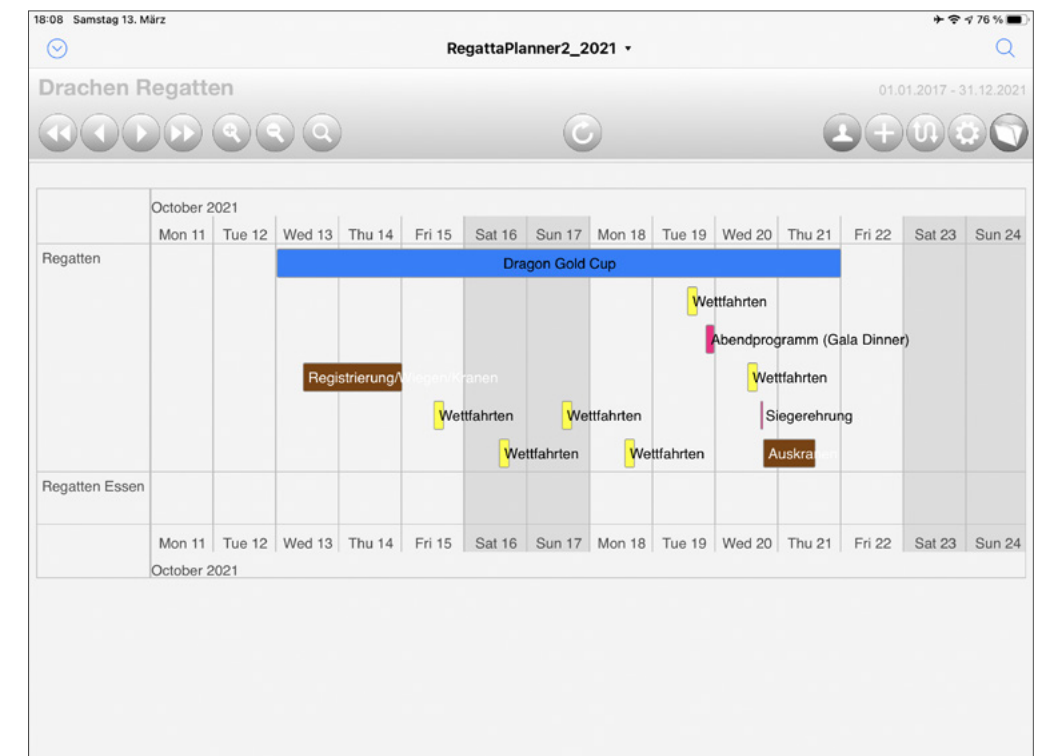 18:08 Samstag 13. März
76 %
RegattaPlanner2_2021
Drachen Regatten
01.01.2017 - 31.12.2021
October 2021
Mon 11 Tue 12 Wed 13 Thu 14 Fri 15 Sat 16 Sun 17 Mon 18 Tue 19 Wed 20 Thu 21 Fri 22 Sat 23 Sun 24
Regatten
Dragon Gold Cup
Wettfahrten
Abendprogramm (Gala Dinner)
Registrierung/Wiegen/Kranen
Wettfahrten
Wettfahrten
Wettfahrten
Siegerehrung
Wettfahrten
Wettfahrten
Auskranen
Regatten Essen
Mon 11 Tue 12 Wed 13 Thu 14 Fri 15 Sat 16 Sun 17 Mon 18 Tue 19 Wed 20 Thu 21 Fri 22 Sat 23 Sun 24
October 2021